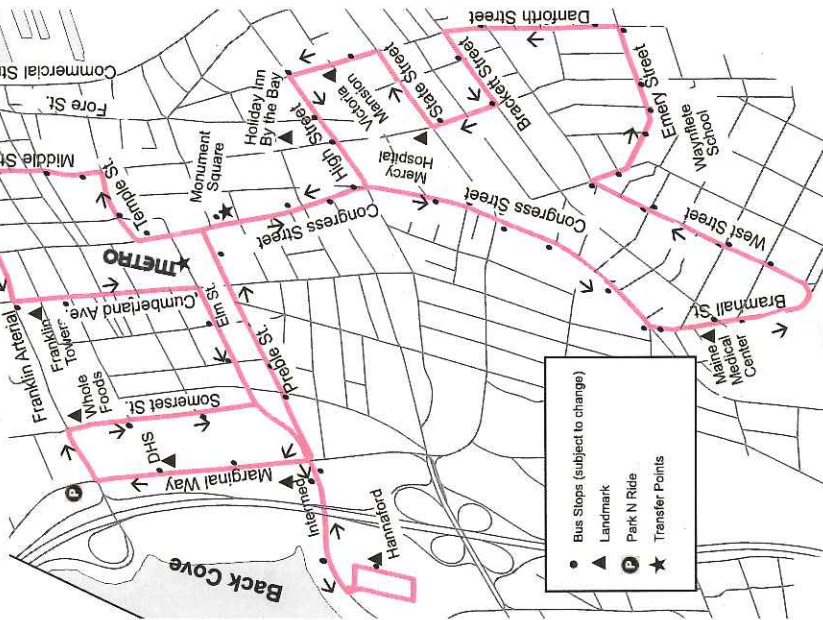 Danforth Street
Commercial St.
Fore St.
Middle St.
Holiday Inn
By the Bay
Victoria
Mansion
State Street
Brackett Street
Emery Street
Waynflete
School
Monument
Square
High Street
Mercy
Hospital
Temple St.
Congress Street
Congress Street
West Street
METRO
Bramhall St.
Franklin Arterial
Franklin
Towers
Cumberland Ave.
Elm St.
Preble St.
Maine
Medical
Center
Whole
Foods
Somerset St.
DHS
Marginal Way
Intermed
Hannaford
P
Back Cove
Bus Stops (subject to change)
Landmark
P Park N Ride
Transfer Points